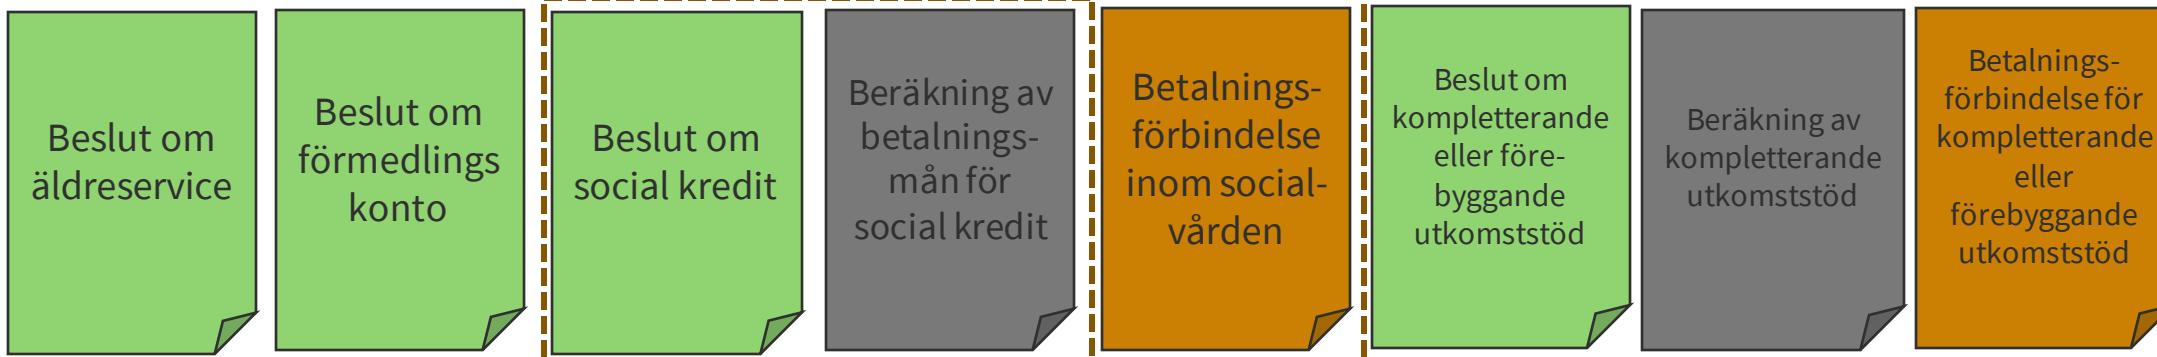 Beslut om
äldreservice
Beslut om
förmedlings
konto
Beslut om
social kredit
Beräkning av
betalnings-
mån för
social kredit
Betalnings-
förbindelse
inom social-
vården
Beslut om
kompletterande
eller före-
byggande
utkomststöd
Beräkning av
kompletterande
utkomststöd
Betalnings-
förbindelse för
kompletterande
eller
förebyggande
utkomststöd